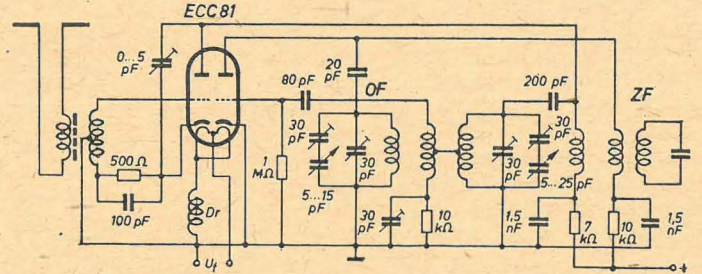 ECC81
0...5
pF
20
pF
80 pF
OF
200 pF
ZF
30
pF
30
pF
5...15
pF
30
pF
10
kΩ
30
pF
30
pF
5...25 pF
500 Ω
100 pF
Dr
1
MΩ
Uf
1,5
nF
7
kΩ
10
kΩ
1,5
nF
+